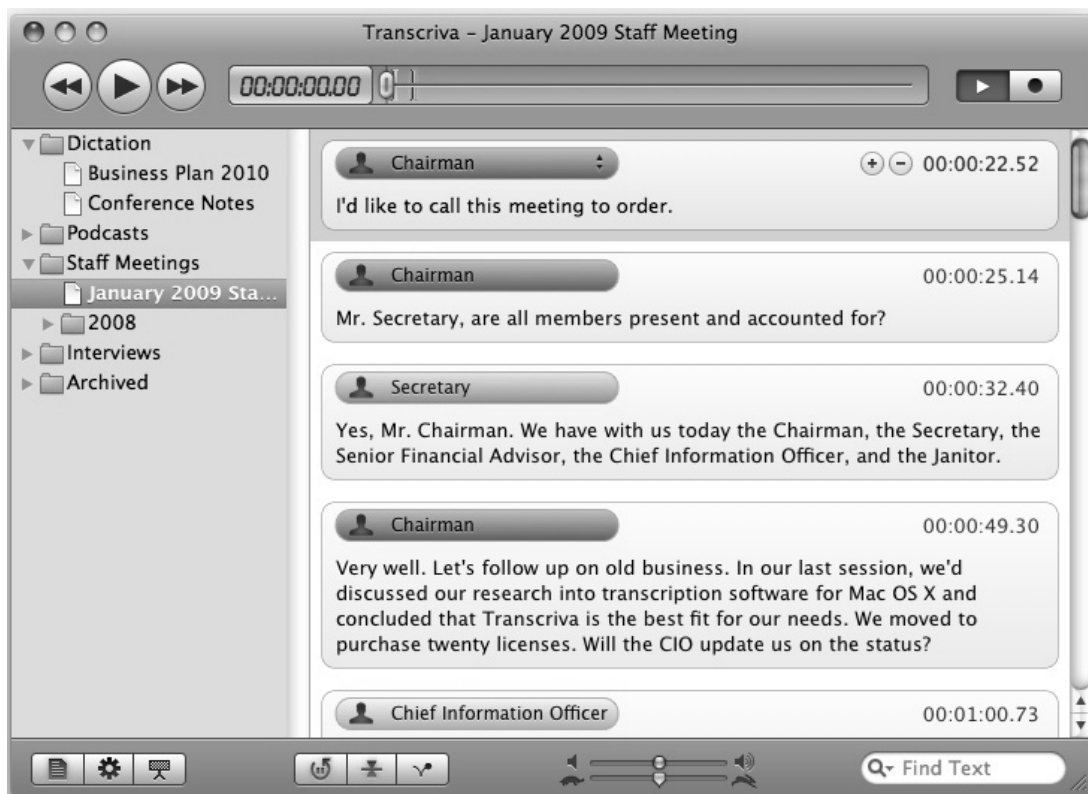 Transcriva – January 2009 Staff Meeting
00:00:00.00
Dictation
Business Plan 2010
Conference Notes
Podcasts
Staff Meetings
January 2009 Sta...
2008
Interviews
Archived
Chairman 00:00:22.52
I'd like to call this meeting to order.
Chairman 00:00:25.14
Mr. Secretary, are all members present and accounted for?
Secretary 00:00:32.40
Yes, Mr. Chairman. We have with us today the Chairman, the Secretary, the
Senior Financial Advisor, the Chief Information Officer, and the Janitor.
Chairman 00:00:49.30
Very well. Let's follow up on old business. In our last session, we'd
discussed our research into transcription software for Mac OS X and
concluded that Transcriva is the best fit for our needs. We moved to
purchase twenty licenses. Will the CIO update us on the status?
Chief Information Officer 00:01:00.73
Find Text